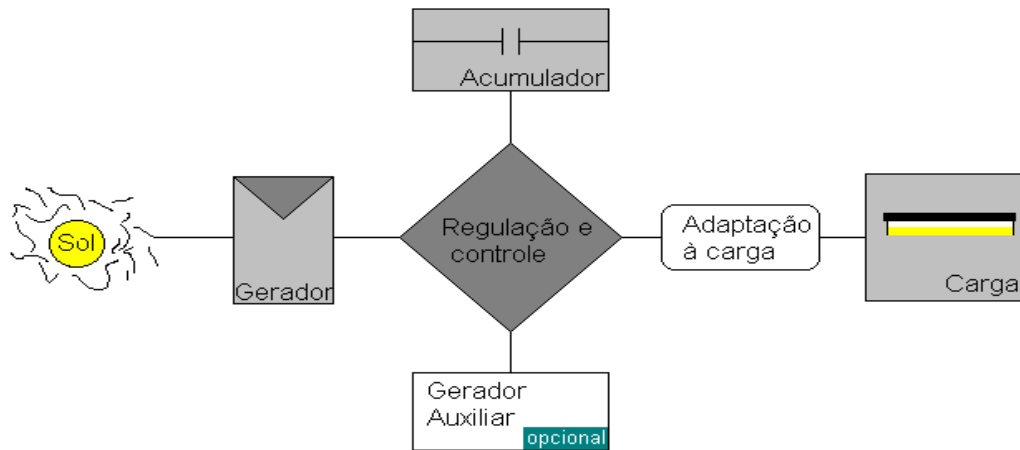 Acumulador
Sol
Gerador
Regulação e
controle
Adaptação
à carga
Carga
Gerador
Auxiliar
opcional